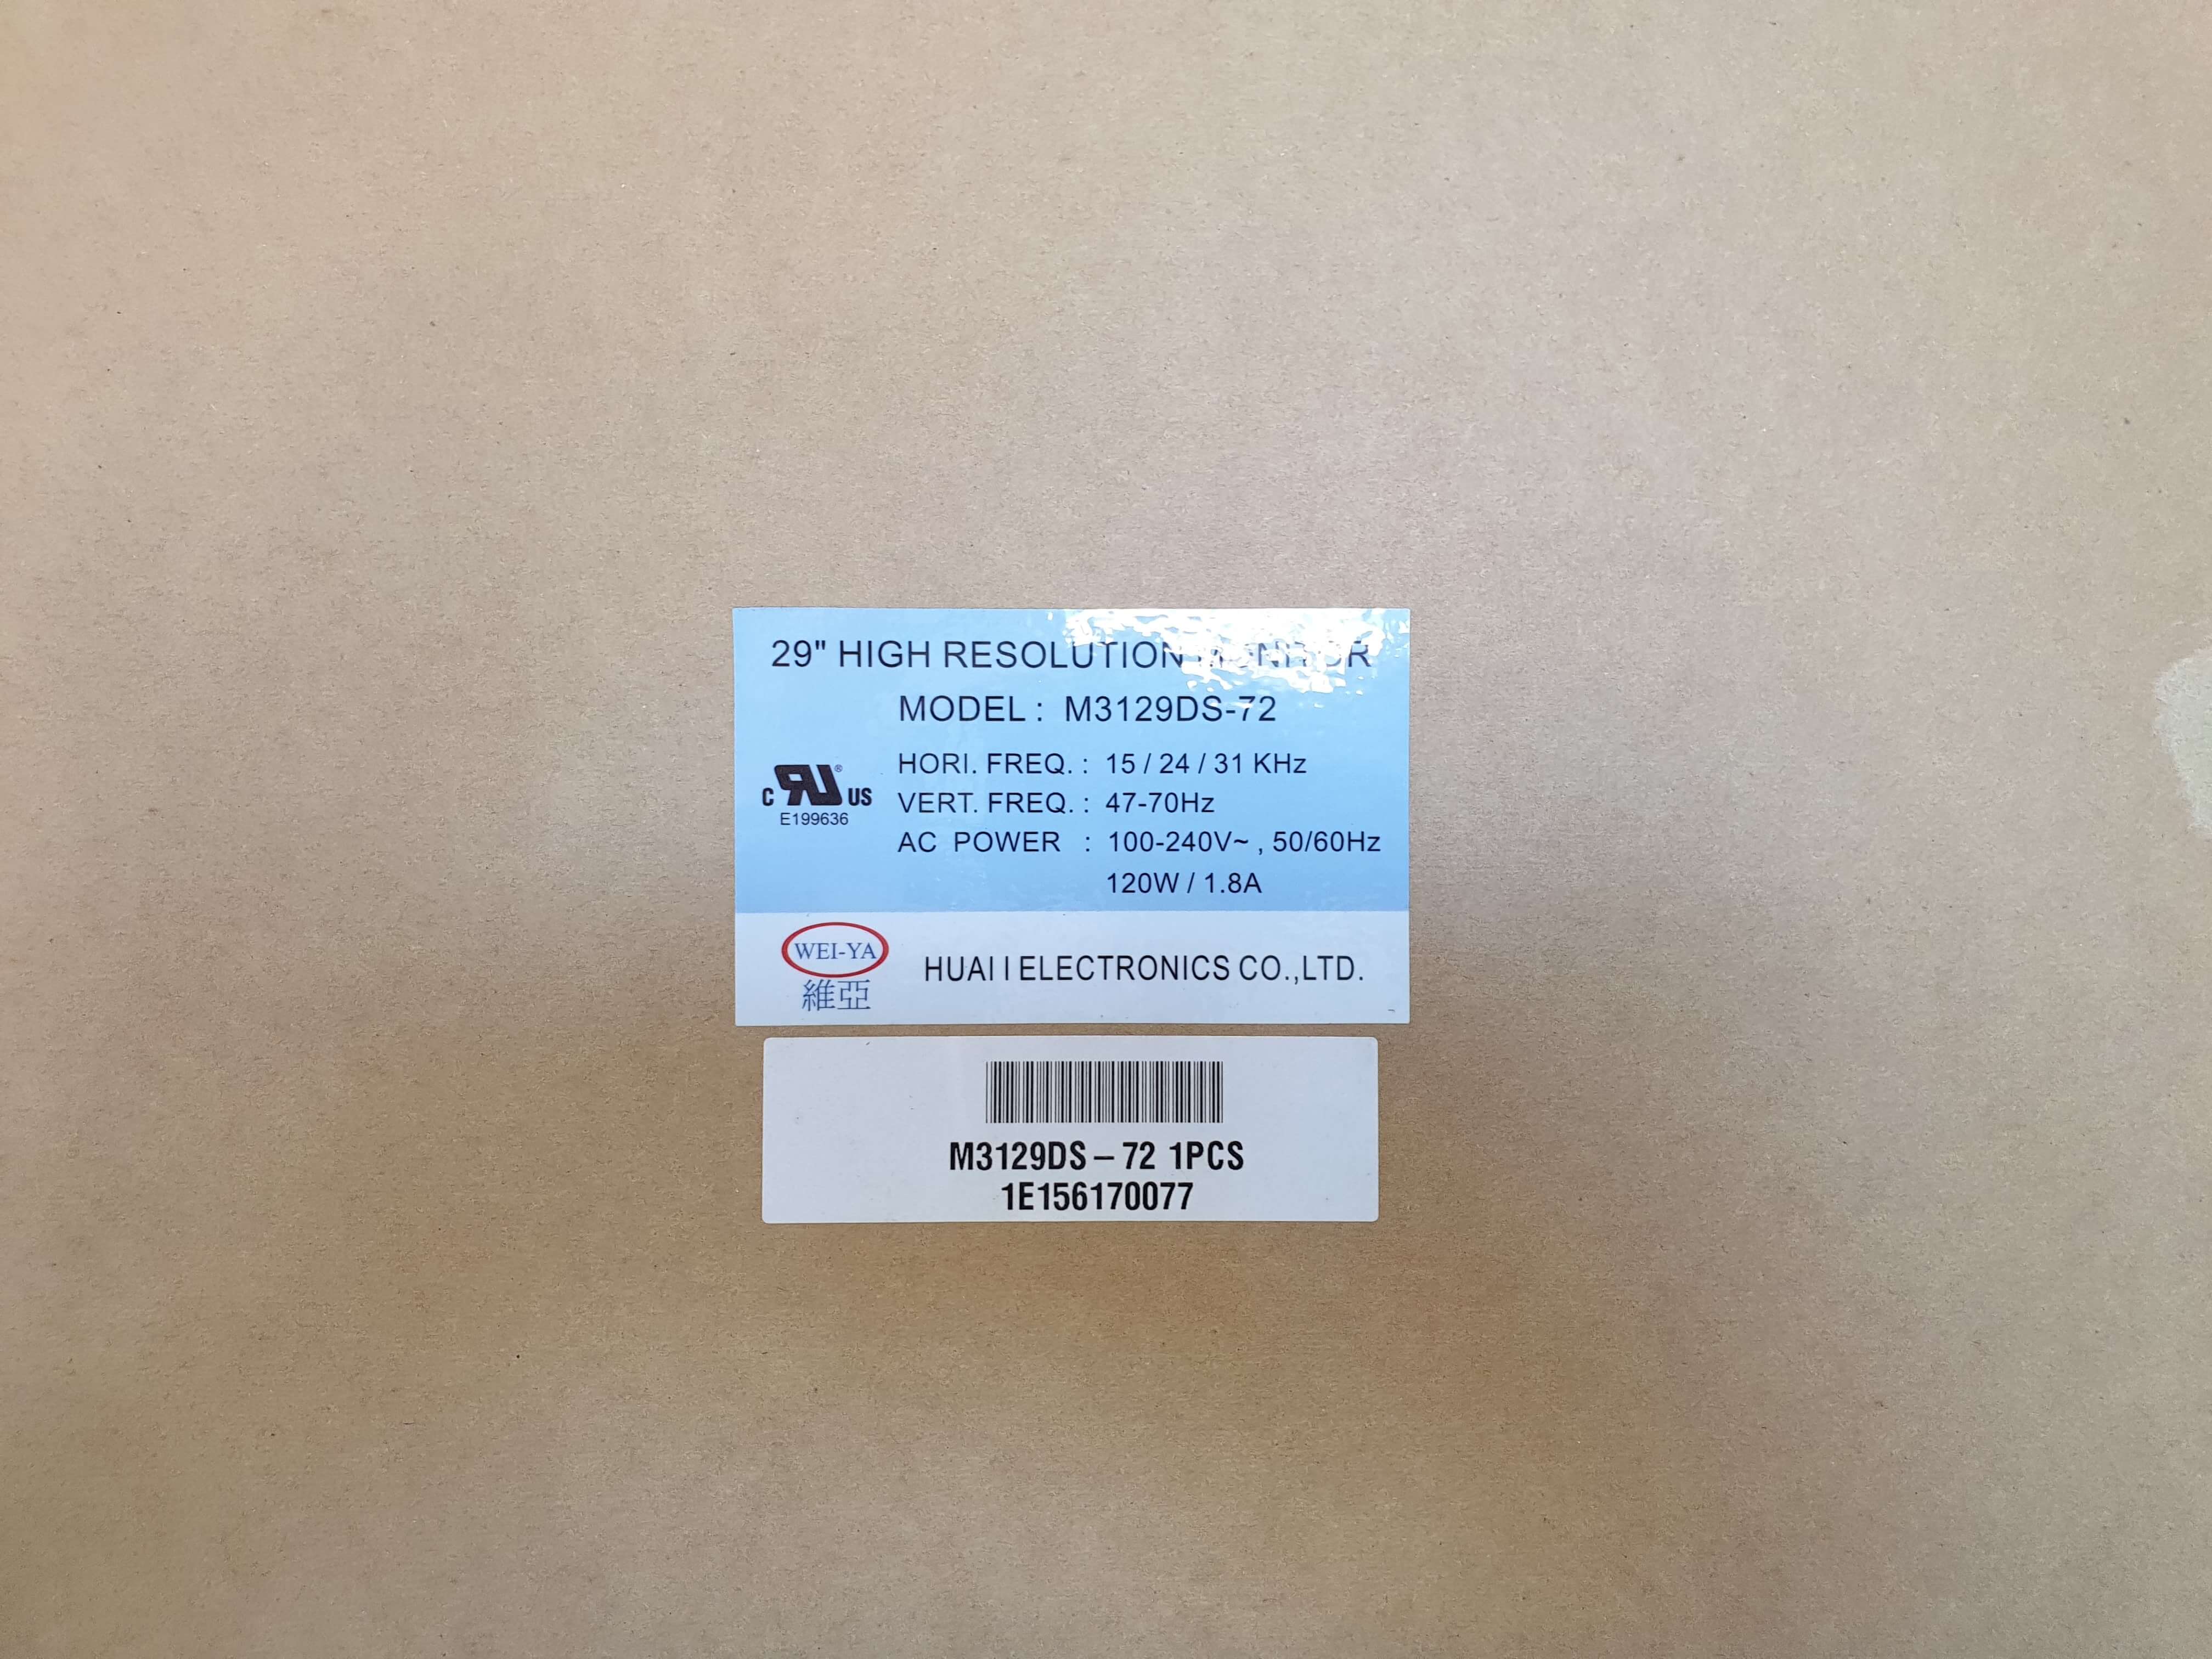 29" HIGH RESOLUTION MONITOR
MODEL : M3129DS-72
HORI. FREQ. : 15 / 24 / 31 KHz
VERT. FREQ. : 47-70Hz
AC POWER : 100-240V~ , 50/60Hz
120W / 1.8A
C RU ® US
E199636
WEI-YA
維亞
HUAI I ELECTRONICS CO.,LTD.
M3129DS – 72 1PCS
1E156170077